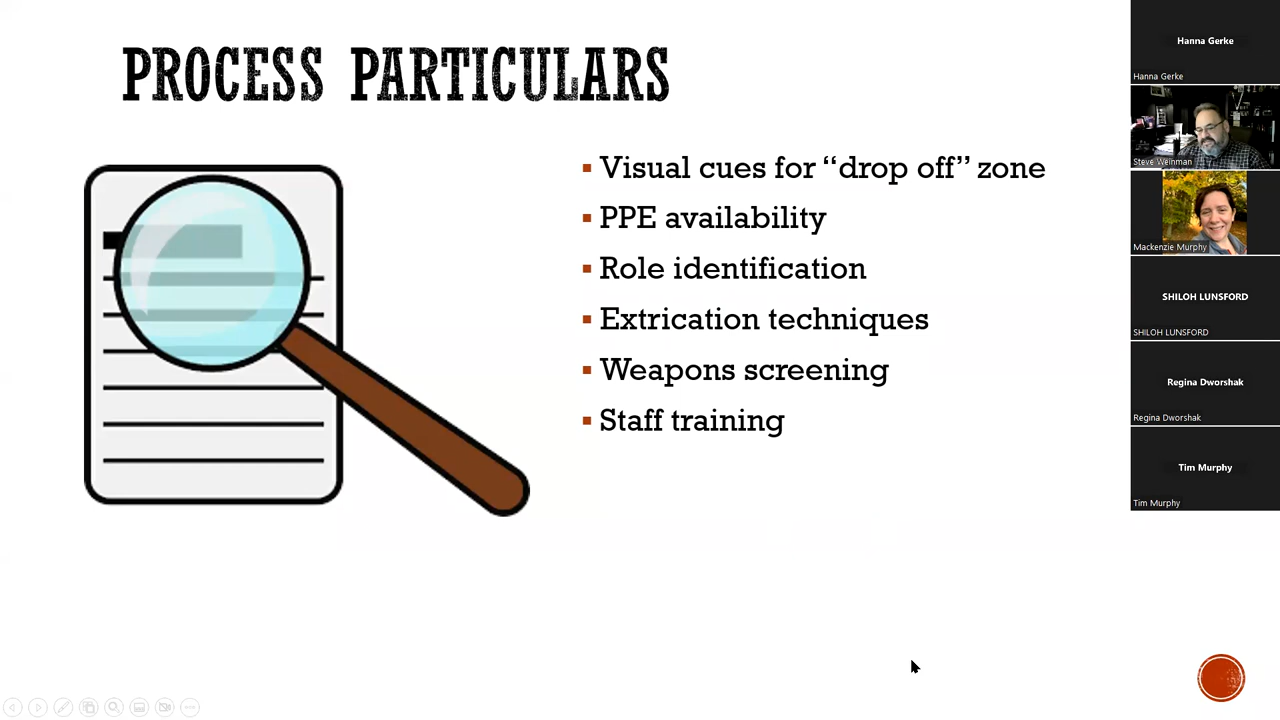 PROCESS PARTICULARS
Visual cues for “drop off” zone
PPE availability
Role identification
Extrication techniques
Weapons screening
Staff training
Hanna Gerke
Hanna Gerke
Steve Weinman
Mackenzie Murphy
SHILOH LUNSFORD
SHILOH LUNSFORD
Regina Dworshak
Regina Dworshak
Tim Murphy
Tim Murphy